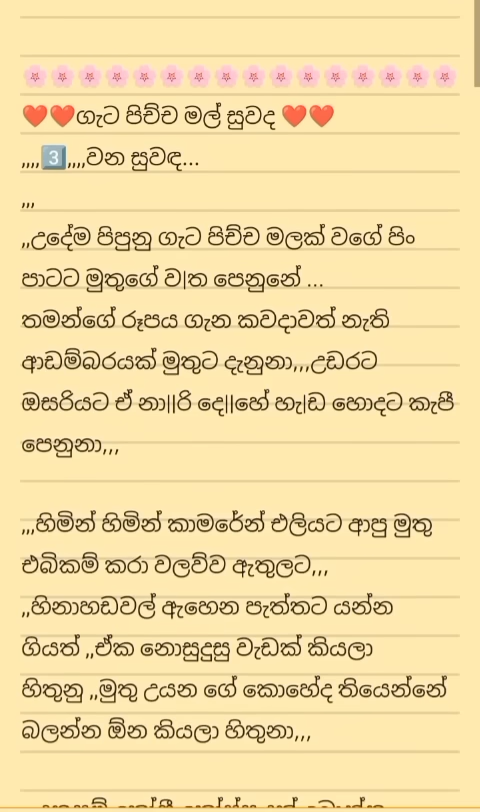 🌸🌸🌸🌸🌸🌸🌸🌸🌸🌸🌸🌸🌸🌸🌸🌸
❤️❤️ගැට පිච්ච මල් සුවද ❤️❤️
,,,,3️⃣,,,,වන සුවඳ...
,,,
,,උදේම පිපුනු ගැට පිච්ච මලක් වගේ පිං
පාටට මුතුගේ ව|ත පෙනුනේ ...
තමන්ගේ රූපය ගැන කවදාවත් නැති
ආඩම්බරයක් මුතුට දැනුනා,,,උඩරට
ඔසරියට ඒ නා||රි දෙ||හේ හැ|ඩ හොදට කැපී
පෙනුනා,,,
,,,හිමින් හිමින් කාමරේන් එලියට ආපු මුතු
එබිකම් කරා වලව්ව ඇතුලට,,,
,,හිනාහඩවල් ඇහෙන පැත්තට යන්න
ගියත් ,,ඒක නොසුදුසු වැඩක් කියලා
හිතුනු ,,මුතු උයන ගේ කොහේද තියෙන්නේ
බලන්න ඕන කියලා හිතුනා,,,